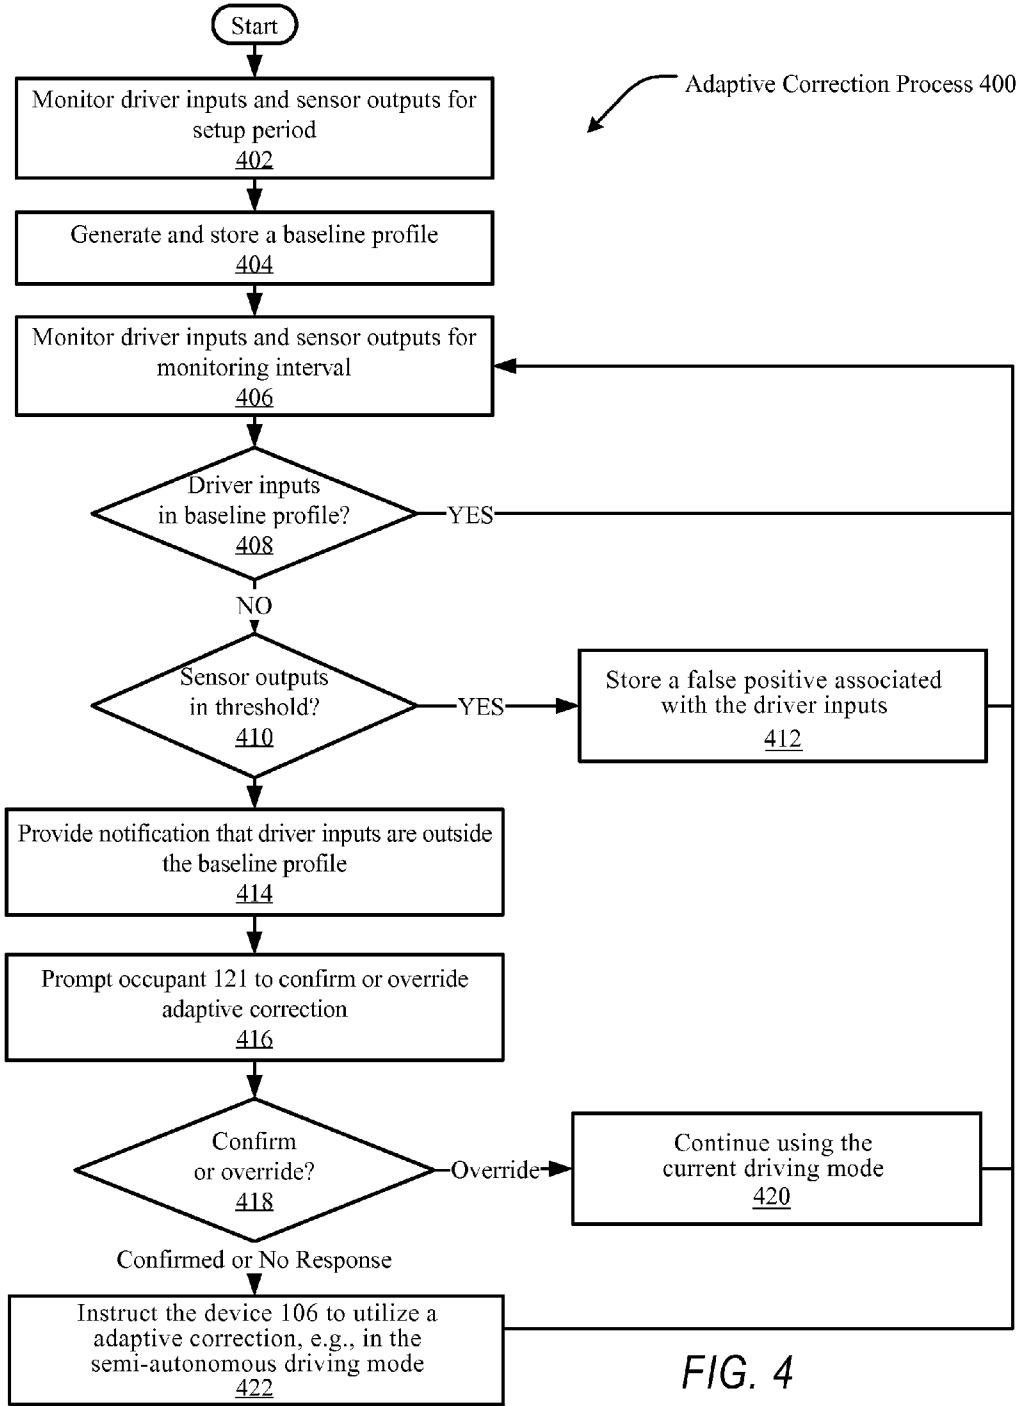 Start
Adaptive Correction Process 400
Monitor driver inputs and sensor outputs for
setup period
402
Generate and store a baseline profile
404
Monitor driver inputs and sensor outputs for
monitoring interval
406
Driver inputs
in baseline profile?
408
YES
NO
Sensor outputs
in threshold?
410
YES
Store a false positive associated
with the driver inputs
412
Provide notification that driver inputs are outside
the baseline profile
414
Prompt occupant 121 to confirm or override
adaptive correction
416
Confirm
or override?
418
Override
Continue using the
current driving mode
420
Confirmed or No Response
Instruct the device 106 to utilize a
adaptive correction, e.g., in the
semi-autonomous driving mode
422
FIG. 4